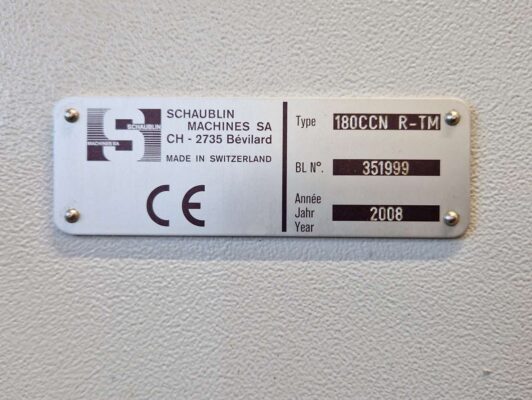 SCHAUBLIN
MACHINES SA
SCHAUBLIN
MACHINES SA
CH - 2735 Bévilard
MADE IN SWITZERLAND
CE
Type 180CCN R-TM
BL N°. 351999
Année
Jahr 2008
Year